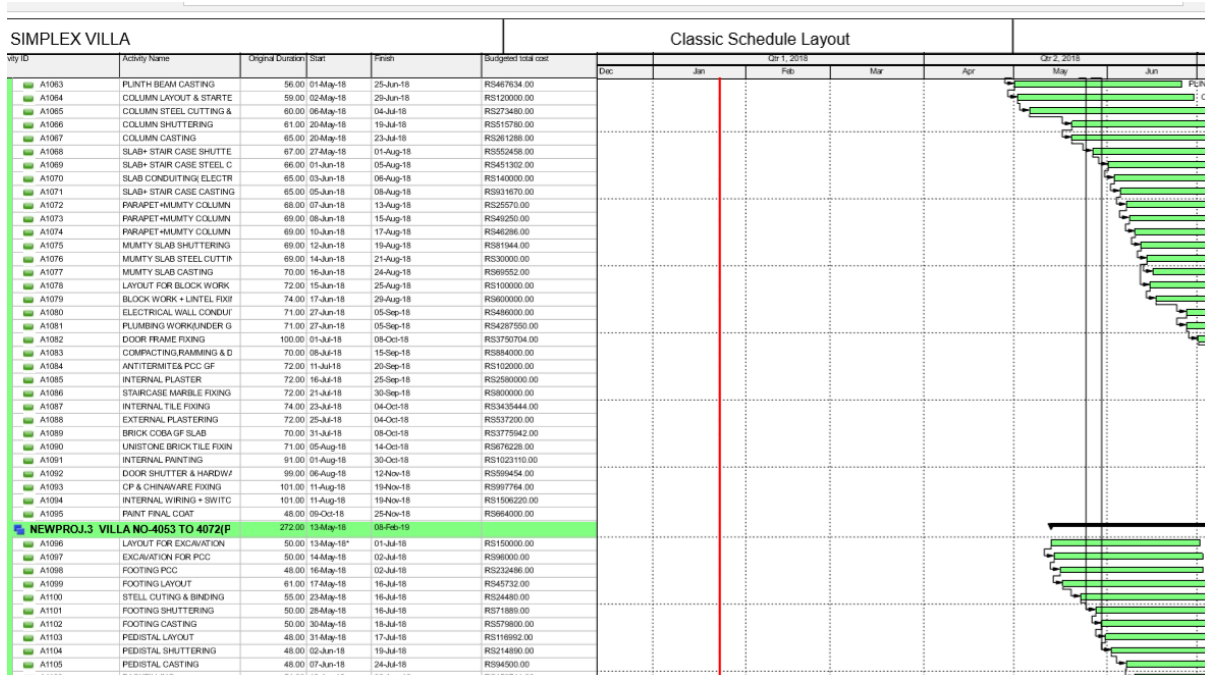 SIMPLEX VILLA Classic Schedule Layout
vity ID Activity Name Original Duration Start Finish Budgeted total cost Qtr 1, 2018 Qtr 2, 2018
Dec Jan Feb Mar Apr May Jun
A1063 PLINTH BEAM CASTING 56.00 01-May-18 25-Jun-18 RS467634.00 PLIN
A1064 COLUMN LAYOUT & STARTE 59.00 02-May-18 29-Jun-18 RS120000.00 C
A1065 COLUMN STEEL CUTTING & 60.00 06-May-18 04-Jul-18 RS273480.00
A1066 COLUMN SHUTTERING 61.00 20-May-18 19-Jul-18 RS515780.00
A1067 COLUMN CASTING 65.00 20-May-18 23-Jul-18 RS261288.00
A1068 SLAB+ STAIR CASE SHUTTE 67.00 27-May-18 01-Aug-18 RS552458.00
A1069 SLAB+ STAIR CASE STEEL C 66.00 01-Jun-18 05-Aug-18 RS451302.00
A1070 SLAB CONDUITING( ELECTR 65.00 03-Jun-18 06-Aug-18 RS140000.00
A1071 SLAB+ STAIR CASE CASTING 65.00 05-Jun-18 08-Aug-18 RS931670.00
A1072 PARAPET+MUMTY COLUMN 68.00 07-Jun-18 13-Aug-18 RS25570.00
A1073 PARAPET+MUMTY COLUMN 69.00 08-Jun-18 15-Aug-18 RS49250.00
A1074 PARAPET+MUMTY COLUMN 69.00 10-Jun-18 17-Aug-18 RS46286.00
A1075 MUMTY SLAB SHUTTERING 69.00 12-Jun-18 19-Aug-18 RS81944.00
A1076 MUMTY SLAB STEEL CUTTIN 69.00 14-Jun-18 21-Aug-18 RS30000.00
A1077 MUMTY SLAB CASTING 70.00 16-Jun-18 24-Aug-18 RS69552.00
A1078 LAYOUT FOR BLOCK WORK 72.00 15-Jun-18 25-Aug-18 RS100000.00
A1079 BLOCK WORK + LINTEL FIXI 74.00 17-Jun-18 29-Aug-18 RS600000.00
A1080 ELECTRICAL WALL CONDUI 71.00 27-Jun-18 05-Sep-18 RS486000.00
A1081 PLUMBING WORK(UNDER G 71.00 27-Jun-18 05-Sep-18 RS4287550.00
A1082 DOOR FRAME FIXING 100.00 01-Jul-18 08-Oct-18 RS3750704.00
A1083 COMPACTING,RAMMING & D 70.00 08-Jul-18 15-Sep-18 RS884000.00
A1084 ANTITERMITE& PCC GF 72.00 11-Jul-18 20-Sep-18 RS102000.00
A1085 INTERNAL PLASTER 72.00 16-Jul-18 25-Sep-18 RS2580000.00
A1086 STAIRCASE MARBLE FIXING 72.00 21-Jul-18 30-Sep-18 RS800000.00
A1087 INTERNAL TILE FIXING 74.00 23-Jul-18 04-Oct-18 RS3435444.00
A1088 EXTERNAL PLASTERING 72.00 25-Jul-18 04-Oct-18 RS537200.00
A1089 BRICK COBA GF SLAB 70.00 31-Jul-18 08-Oct-18 RS3775942.00
A1090 UNISTONE BRICK TILE FIXIN 71.00 05-Aug-18 14-Oct-18 RS676228.00
A1091 INTERNAL PAINTING 91.00 01-Aug-18 30-Oct-18 RS1023110.00
A1092 DOOR SHUTTER & HARDWA 99.00 06-Aug-18 12-Nov-18 RS599454.00
A1093 CP & CHINAWARE FIXING 101.00 11-Aug-18 19-Nov-18 RS997764.00
A1094 INTERNAL WIRING + SWITC 101.00 11-Aug-18 19-Nov-18 RS1506220.00
A1095 PAINT FINAL COAT 48.00 09-Oct-18 25-Nov-18 RS664000.00
NEWPROJ.3 VILLA NO-4053 TO 4072(P 272.00 13-May-18 08-Feb-19
A1096 LAYOUT FOR EXCAVATION 50.00 13-May-18* 01-Jul-18 RS150000.00
A1097 EXCAVATION FOR PCC 50.00 14-May-18 02-Jul-18 RS96000.00
A1098 FOOTING PCC 48.00 16-May-18 02-Jul-18 RS232486.00
A1099 FOOTING LAYOUT 61.00 17-May-18 16-Jul-18 RS45732.00
A1100 STELL CUTING & BINDING 55.00 23-May-18 16-Jul-18 RS24480.00
A1101 FOOTING SHUTTERING 50.00 28-May-18 16-Jul-18 RS71889.00
A1102 FOOTING CASTING 50.00 30-May-18 18-Jul-18 RS579800.00
A1103 PEDISTAL LAYOUT 48.00 31-May-18 17-Jul-18 RS116992.00
A1104 PEDISTAL SHUTTERING 48.00 02-Jun-18 19-Jul-18 RS214890.00
A1105 PEDISTAL CASTING 48.00 07-Jun-18 24-Jul-18 RS94500.00